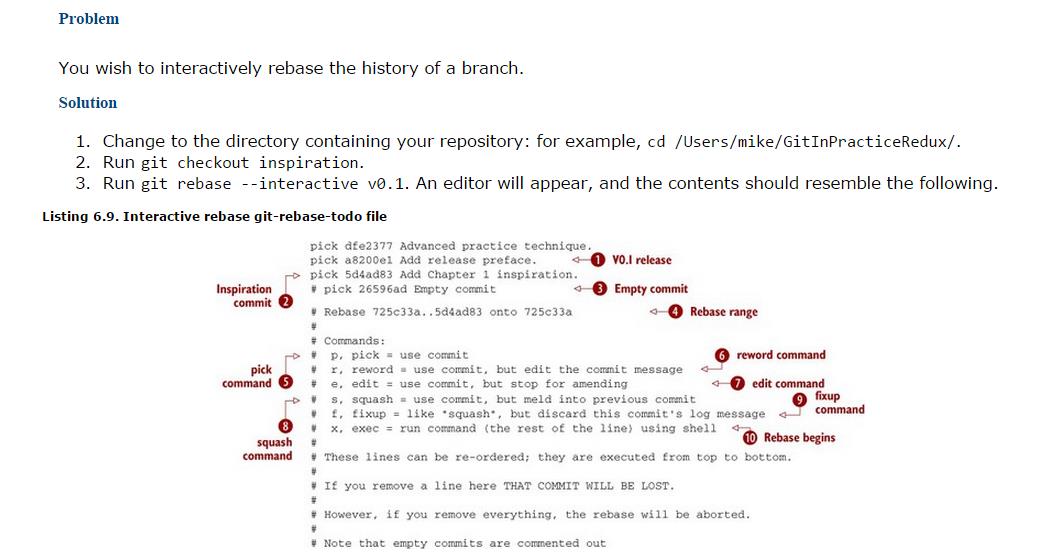 Problem
You wish to interactively rebase the history of a branch.
Solution
1. Change to the directory containing your repository: for example, cd /Users/mike/GitInPracticeRedux/.
2. Run git checkout inspiration.
3. Run git rebase --interactive v0.1. An editor will appear, and the contents should resemble the following.
Listing 6.9. Interactive rebase git-rebase-todo file
pick dfe2377 Advanced practice technique.
pick a8200e1 Add release preface. 1 V0.I release
pick 5d4ad83 Add Chapter 1 inspiration.
Inspiration commit 2
# pick 26596ad Empty commit 3 Empty commit
# Rebase 725c33a..5d4ad83 onto 725c33a 4 Rebase range
#
# Commands:
# p, pick = use commit 6 reword command
pick command 5
# r, reword = use commit, but edit the commit message
# e, edit = use commit, but stop for amending 7 edit command
# s, squash = use commit, but meld into previous commit 9 fixup command
# f, fixup = like "squash", but discard this commit's log message
8 squash command
# x, exec = run command (the rest of the line) using shell 10 Rebase begins
#
# These lines can be re-ordered; they are executed from top to bottom.
#
# If you remove a line here THAT COMMIT WILL BE LOST.
#
# However, if you remove everything, the rebase will be aborted.
#
# Note that empty commits are commented out